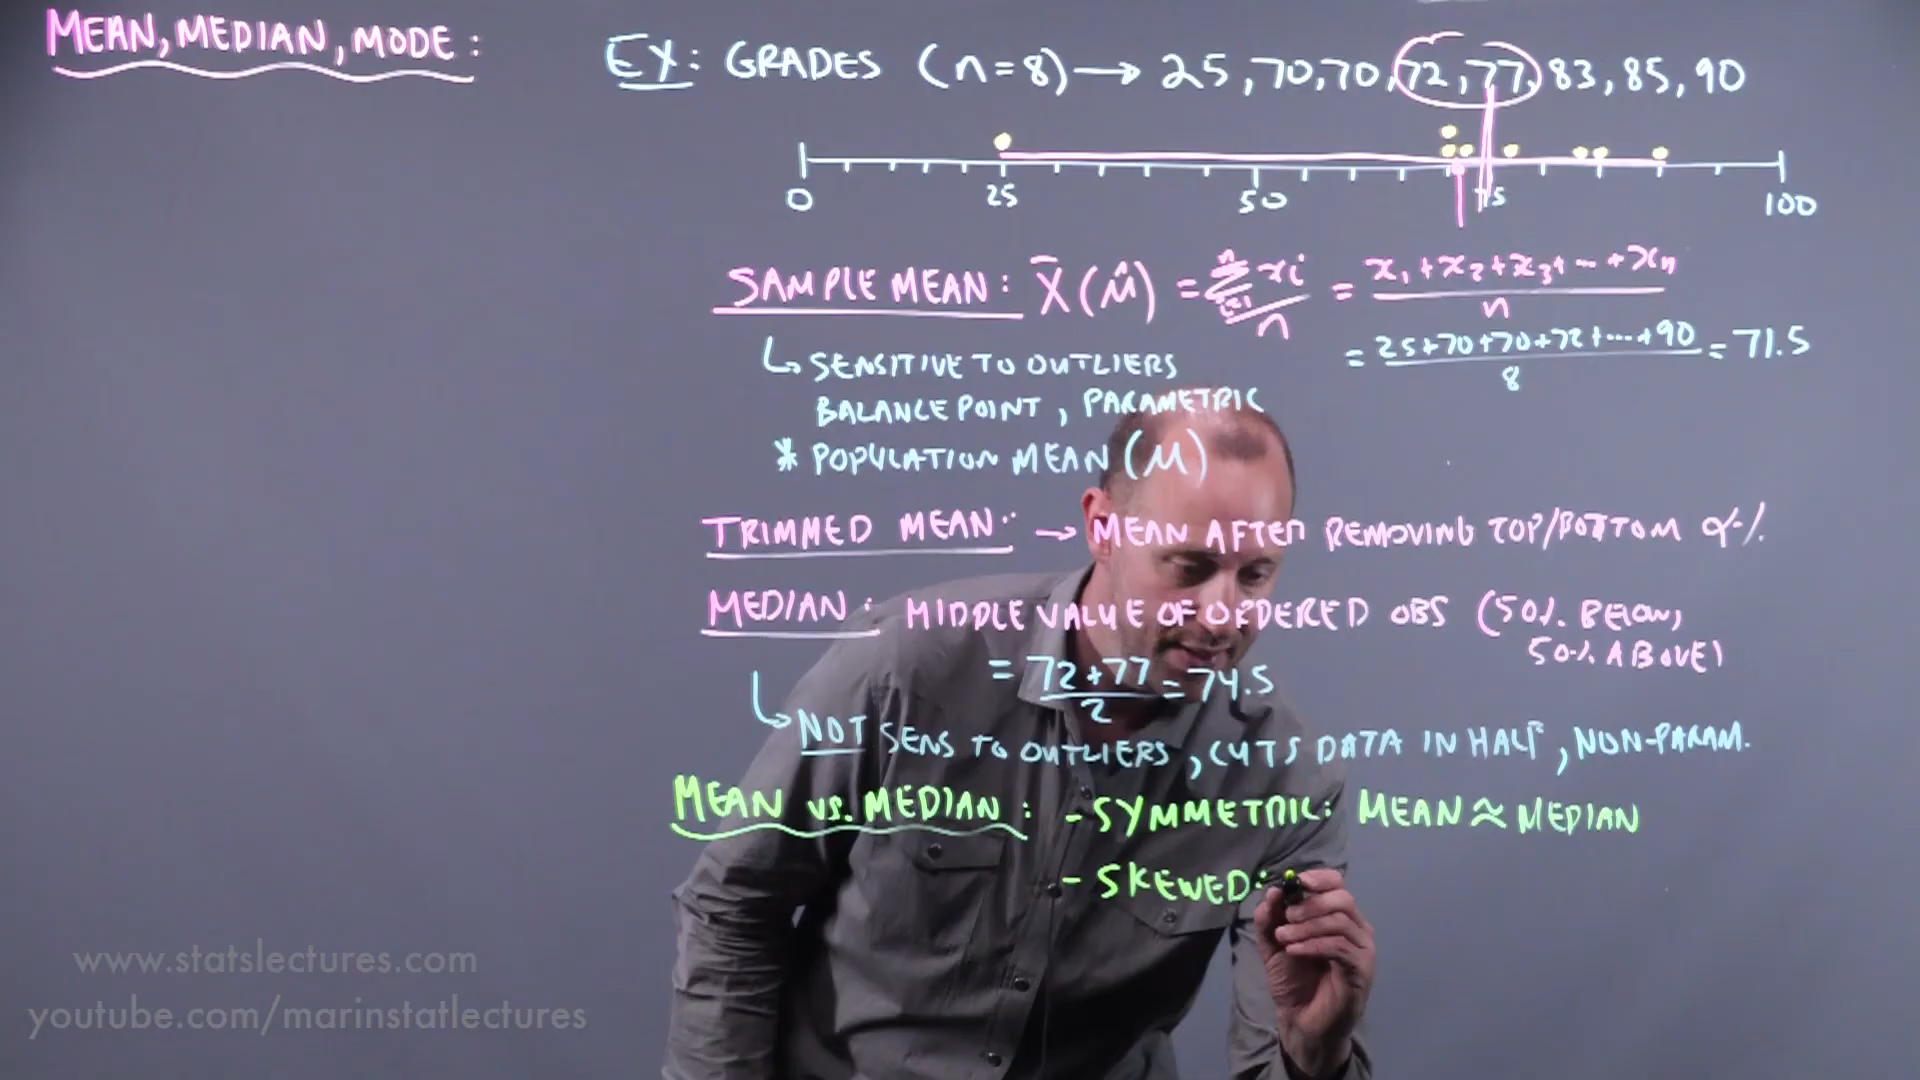 MEAN, MEDIAN, MODE:
EX: GRADES (n=8) → 25, 70, 70, 72, 77, 83, 85, 90
0 25 50 75 100
SAMPLE MEAN: X̄ (μ̂) = Σᵢ₌₁ⁿ xi / n = x₁+x₂+x₃+...+xn / n
= 25+70+70+72+...+90 / 8 = 71.5
↳ SENSITIVE TO OUTLIERS
BALANCE POINT, PARAMETRIC
* POPULATION MEAN (μ)
TRIMMED MEAN: → MEAN AFTER REMOVING TOP/BOTTOM α%
MEDIAN: MIDDLE VALUE OF ORDERED OBS (50% BELOW,
50% ABOVE)
= 72+77 / 2 = 74.5
↳ NOT SENS TO OUTLIERS, CUTS DATA IN HALF, NON-PARAM.
MEAN VS. MEDIAN: - SYMMETRIC: MEAN ≈ MEDIAN
- SKEWED:
www.statslectures.com
youtube.com/marinstatlectures